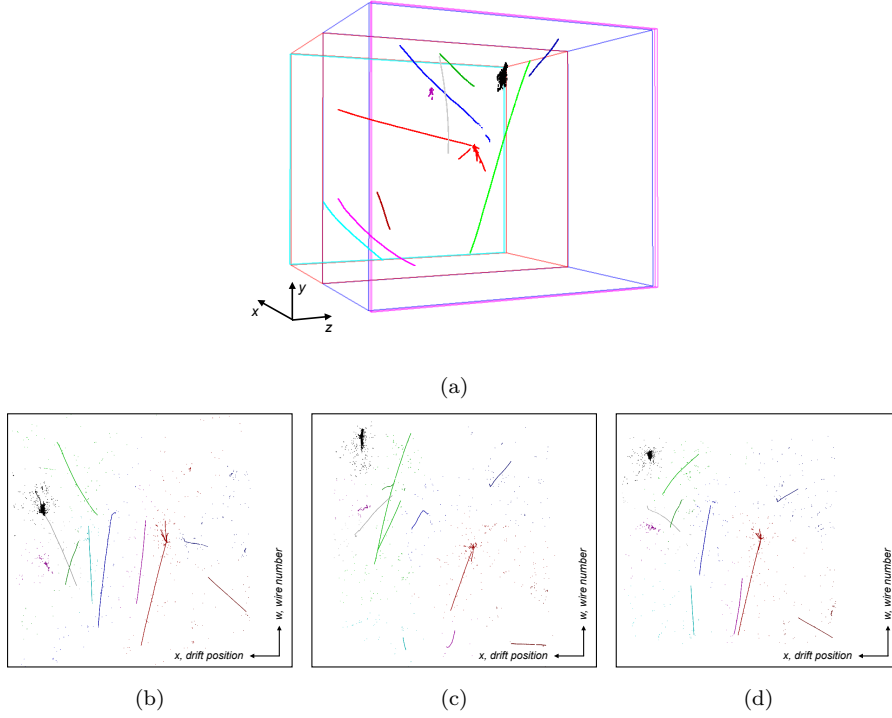 y
x
z
(a)
w, wire number
x, drift position
w, wire number
x, drift position
w, wire number
x, drift position
(b)
(c)
(d)